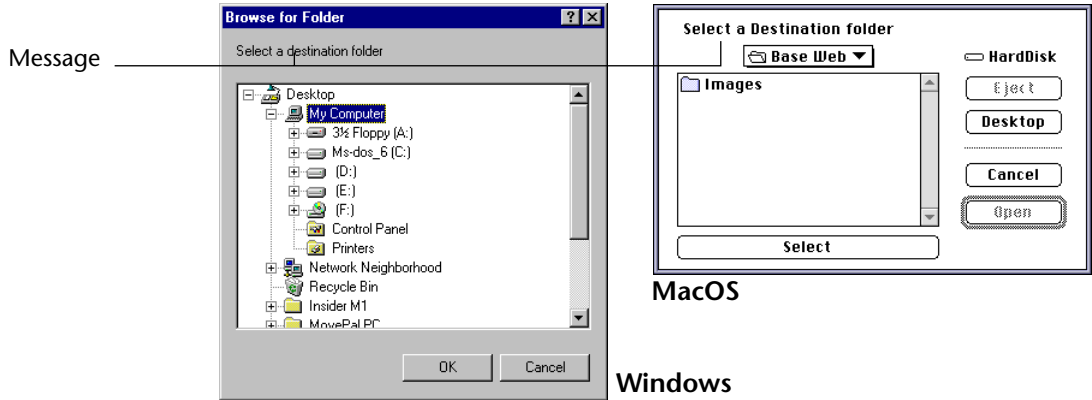 Message
Browse for Folder
Select a destination folder
Desktop
My Computer
3½ Floppy (A:)
Ms-dos_6 (C:)
(D:)
(E:)
(F:)
Control Panel
Printers
Network Neighborhood
Recycle Bin
Insider M1
MovePal PC
OK
Cancel
Windows
Select a Destination folder
Base Web
HardDisk
Images
Eject
Desktop
Cancel
Open
Select
MacOS